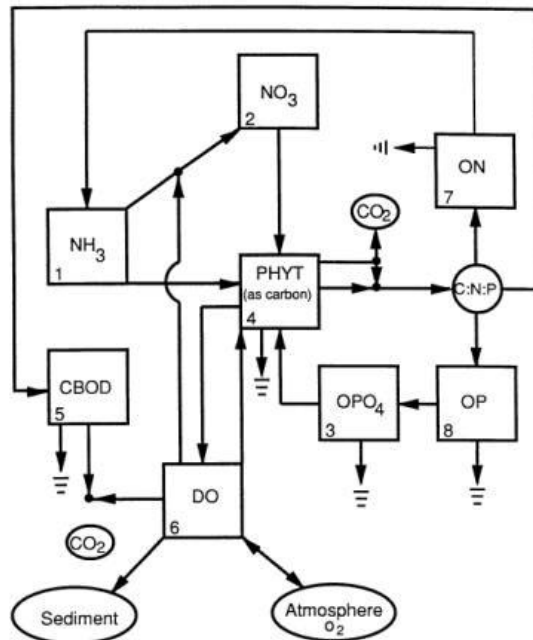 NO3
2
ON
7
CO2
NH3
1
PHYT
(as carbon)
4
C:N:P
CBOD
5
OPO4
3
OP
8
DO
6
CO2
Sediment
Atmosphere
O2